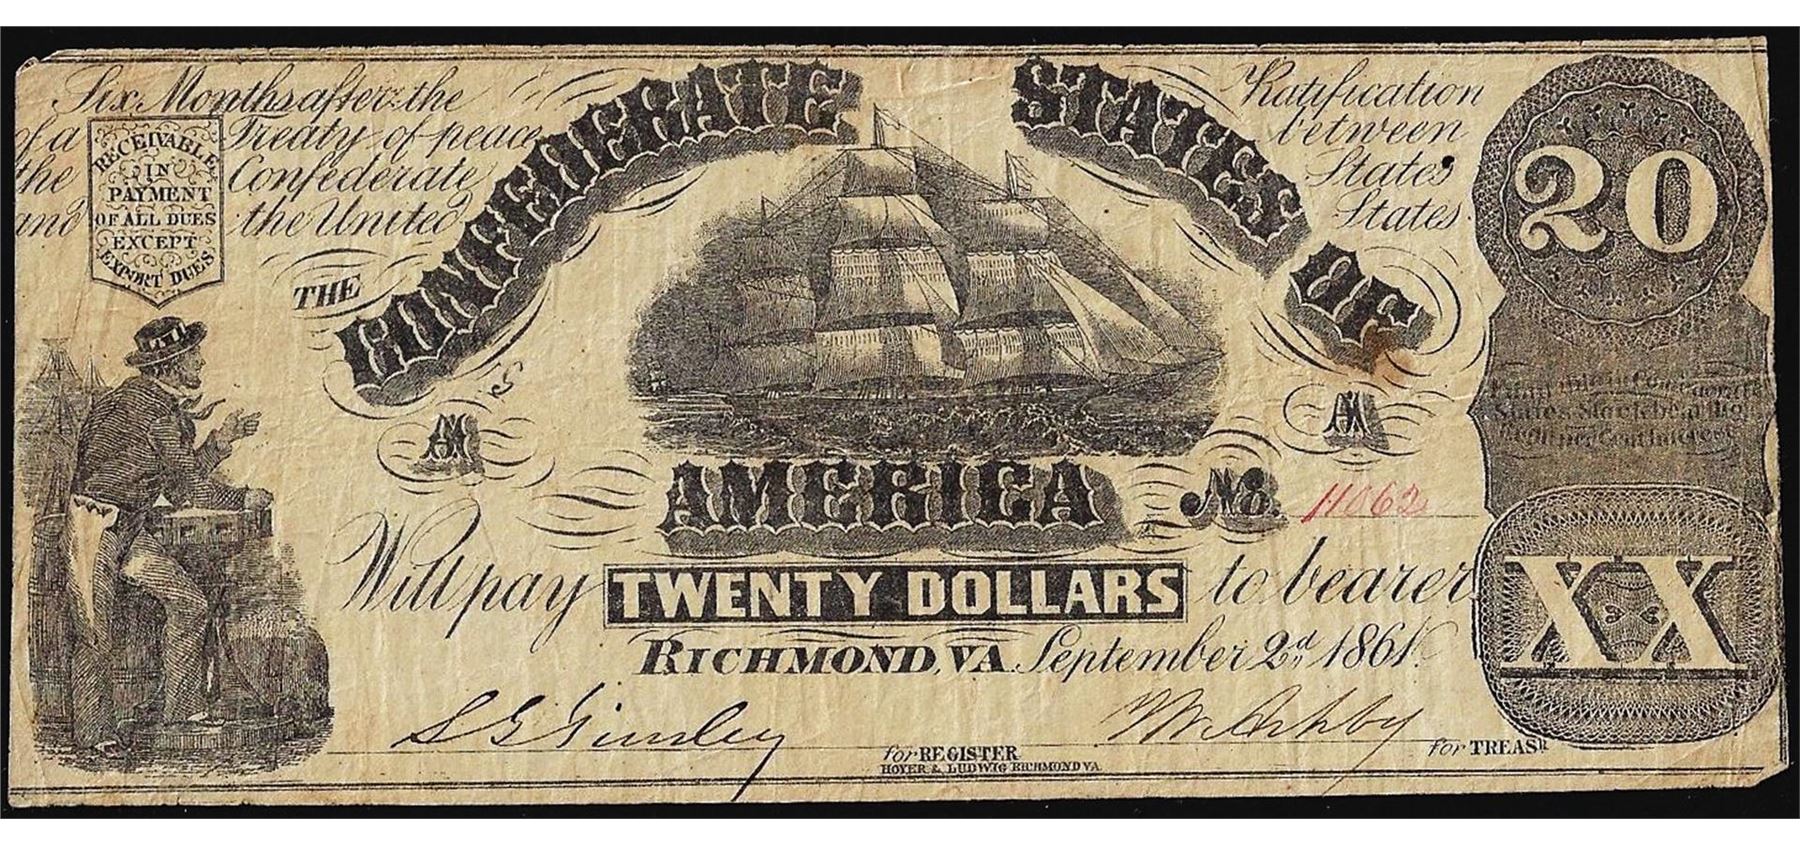 Six Months after the Ratification
of a Treaty of peace between
the Confederate States
and the United States
RECEIVABLE
IN
PAYMENT
OF ALL DUES
EXCEPT
EXPORT DUES
THE CONFEDERATE STATES OF
AMERICA
A
A
No. 11062
20
Will pay TWENTY DOLLARS to bearer
RICHMOND, VA. September 2d 1861.
XX
for REGISTER
for TREASR
HOYER & LUDWIG RICHMOND VA